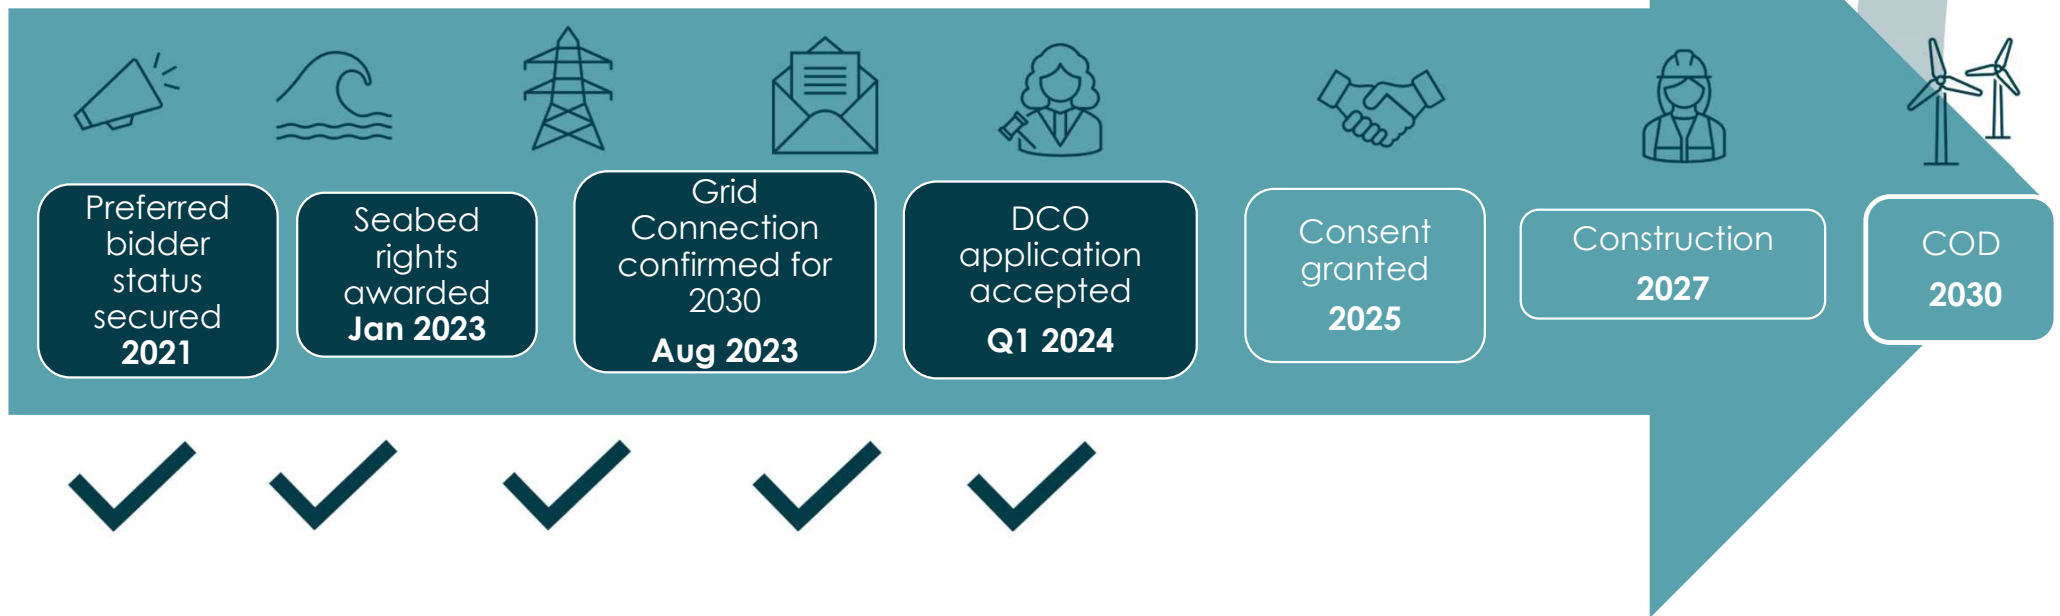 Preferred
bidder
status
secured
2021
Seabed
rights
awarded
Jan 2023
Grid
Connection
confirmed for
2030
Aug 2023
DCO
application
accepted
Q1 2024
Consent
granted
2025
Construction
2027
COD
2030